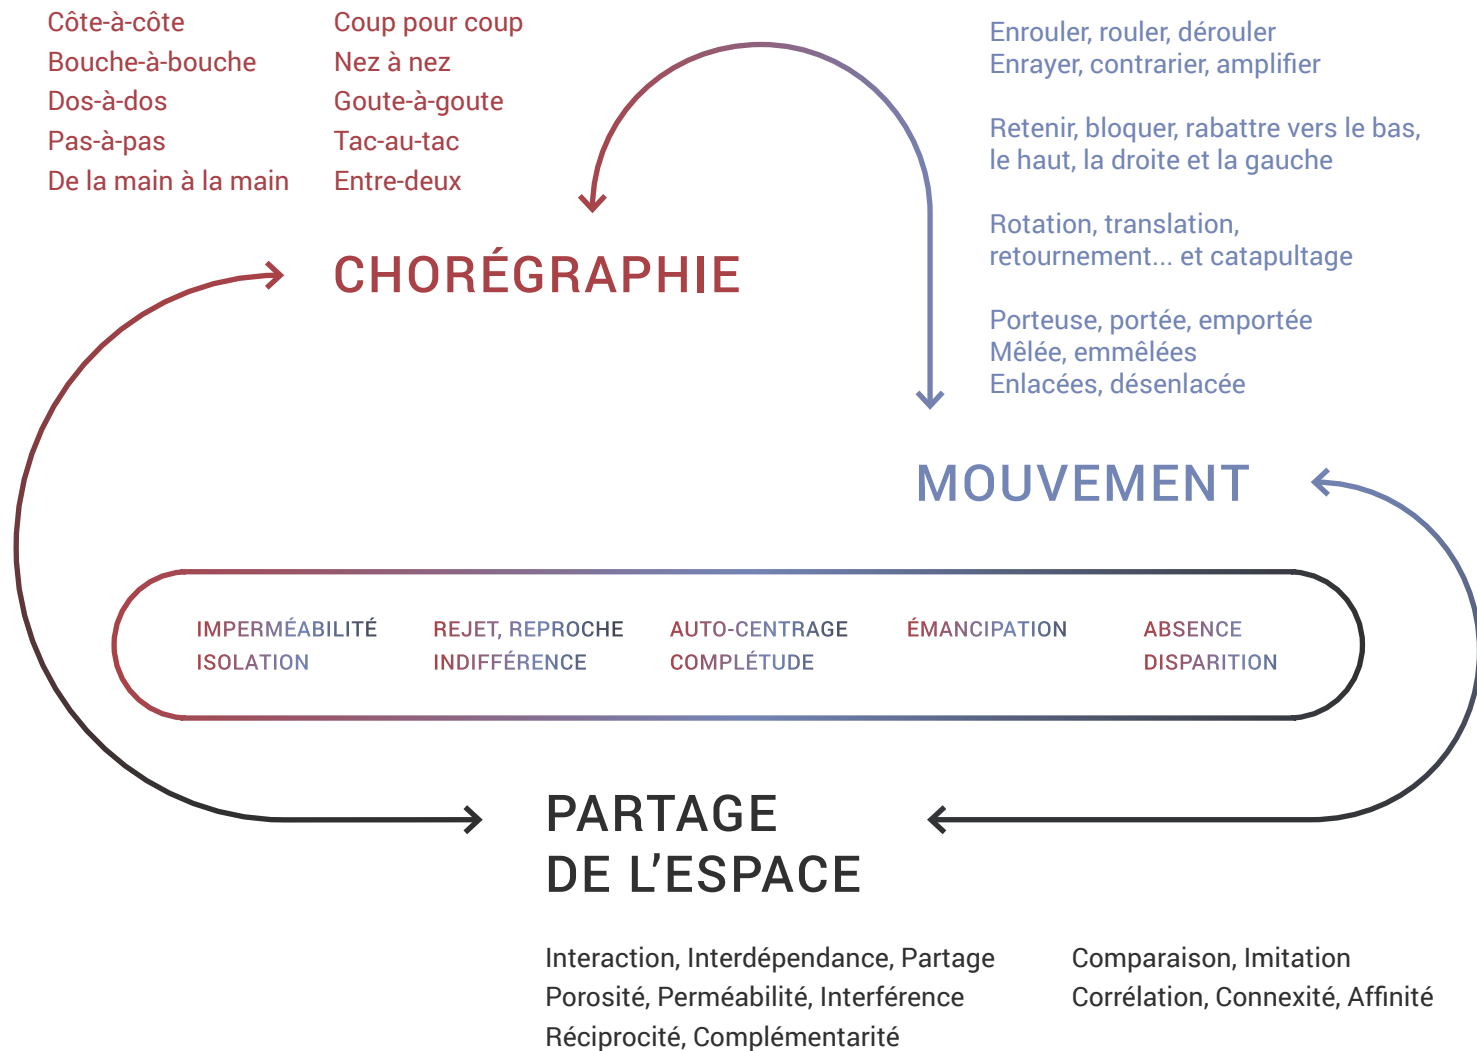 Côte-à-côte
Bouche-à-bouche
Dos-à-dos
Pas-à-pas
De la main à la main
Coup pour coup
Nez à nez
Goute-à-goute
Tac-au-tac
Entre-deux
CHORÉGRAPHIE
Enrouler, rouler, dérouler
Enrayer, contrarier, amplifier
Retenir, bloquer, rabattre vers le bas,
le haut, la droite et la gauche
Rotation, translation,
retournement... et catapultage
Porteuse, portée, emportée
Mêlée, emmêlées
Enlacées, désenlacée
MOUVEMENT
IMPERMÉABILITÉ
ISOLATION
REJET, REPROCHE
INDIFFÉRENCE
AUTO-CENTRAGE
COMPLÉTUDE
ÉMANCIPATION
ABSENCE
DISPARITION
PARTAGE
DE L’ESPACE
Interaction, Interdépendance, Partage
Porosité, Perméabilité, Interférence
Réciprocité, Complémentarité
Comparaison, Imitation
Corrélation, Connexité, Affinité